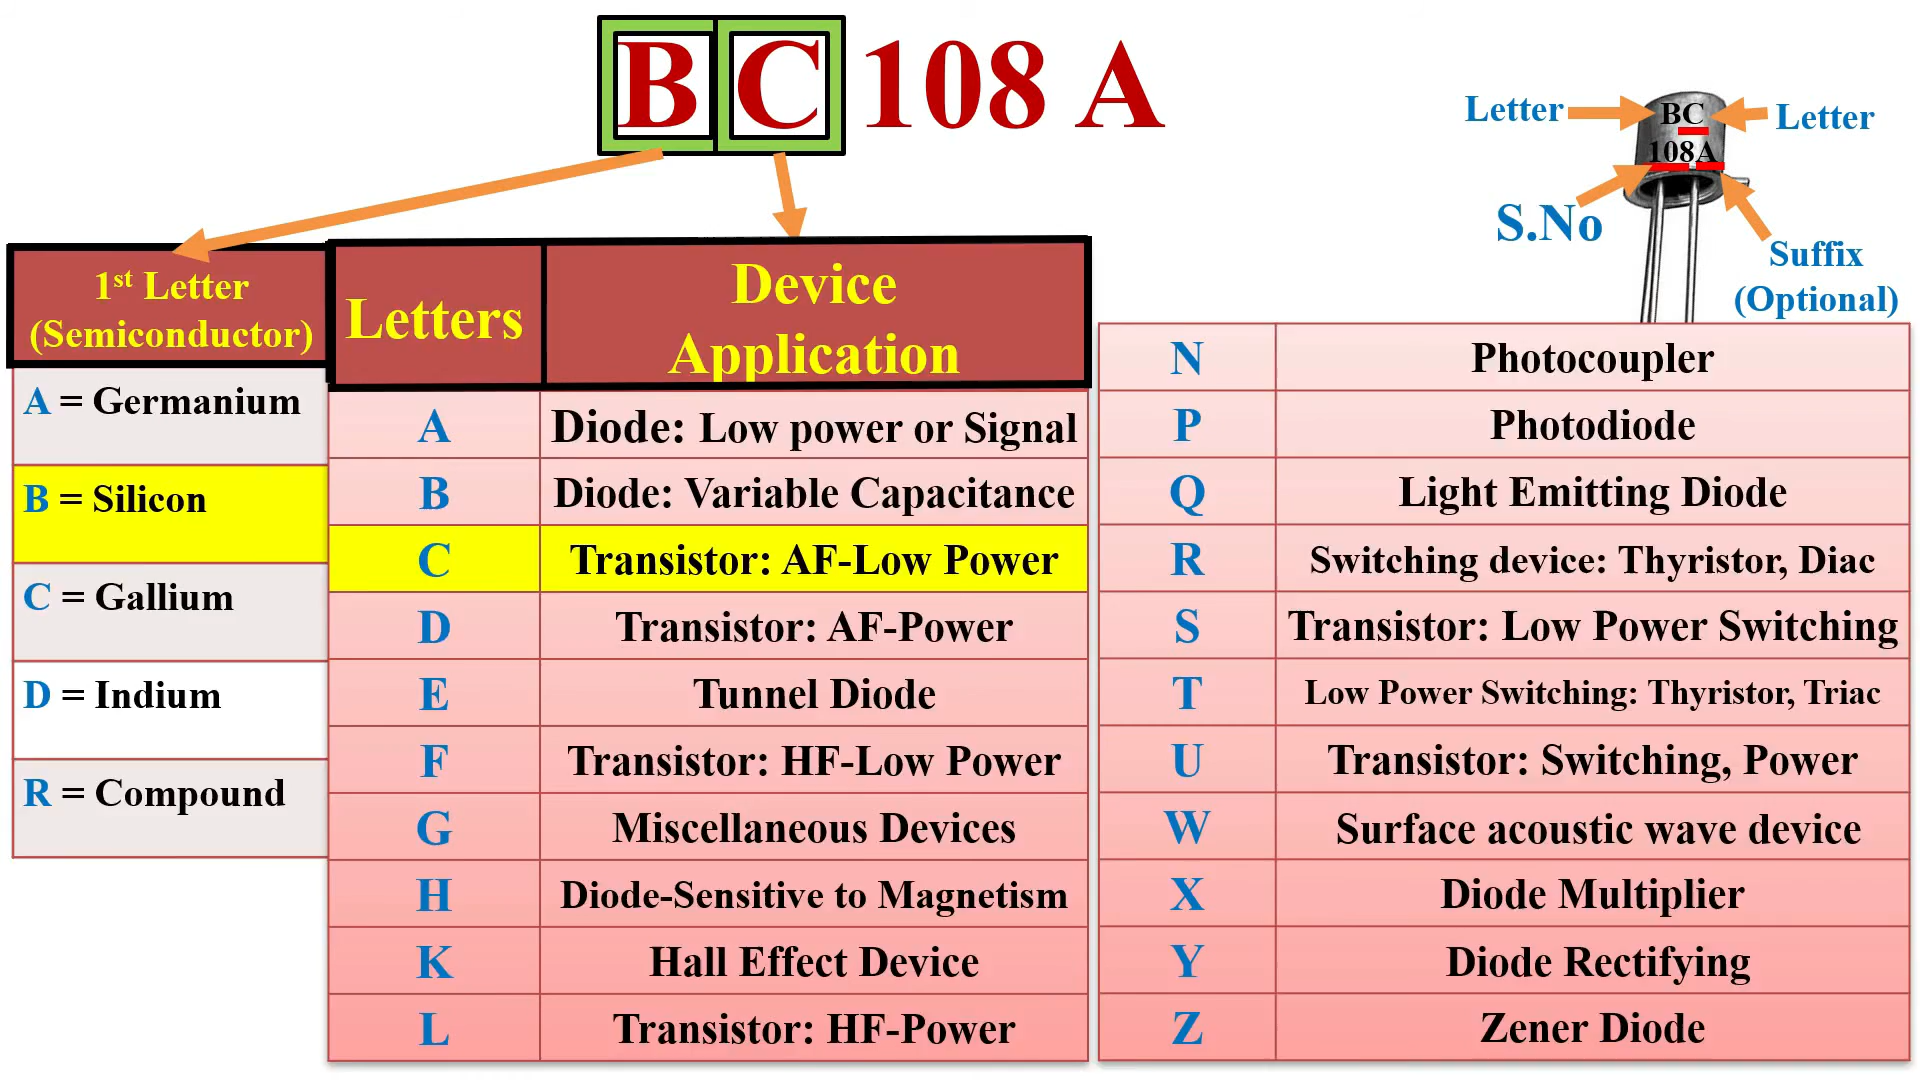 BC 108 A
Letter
BC
Letter
108A
S.No
Suffix
(Optional)
1st Letter
(Semiconductor)
A = Germanium
B = Silicon
C = Gallium
D = Indium
R = Compound
Letters
Device
Application
A Diode: Low power or Signal
B Diode: Variable Capacitance
C Transistor: AF-Low Power
D Transistor: AF-Power
E Tunnel Diode
F Transistor: HF-Low Power
G Miscellaneous Devices
H Diode-Sensitive to Magnetism
K Hall Effect Device
L Transistor: HF-Power
N Photocoupler
P Photodiode
Q Light Emitting Diode
R Switching device: Thyristor, Diac
S Transistor: Low Power Switching
T Low Power Switching: Thyristor, Triac
U Transistor: Switching, Power
W Surface acoustic wave device
X Diode Multiplier
Y Diode Rectifying
Z Zener Diode